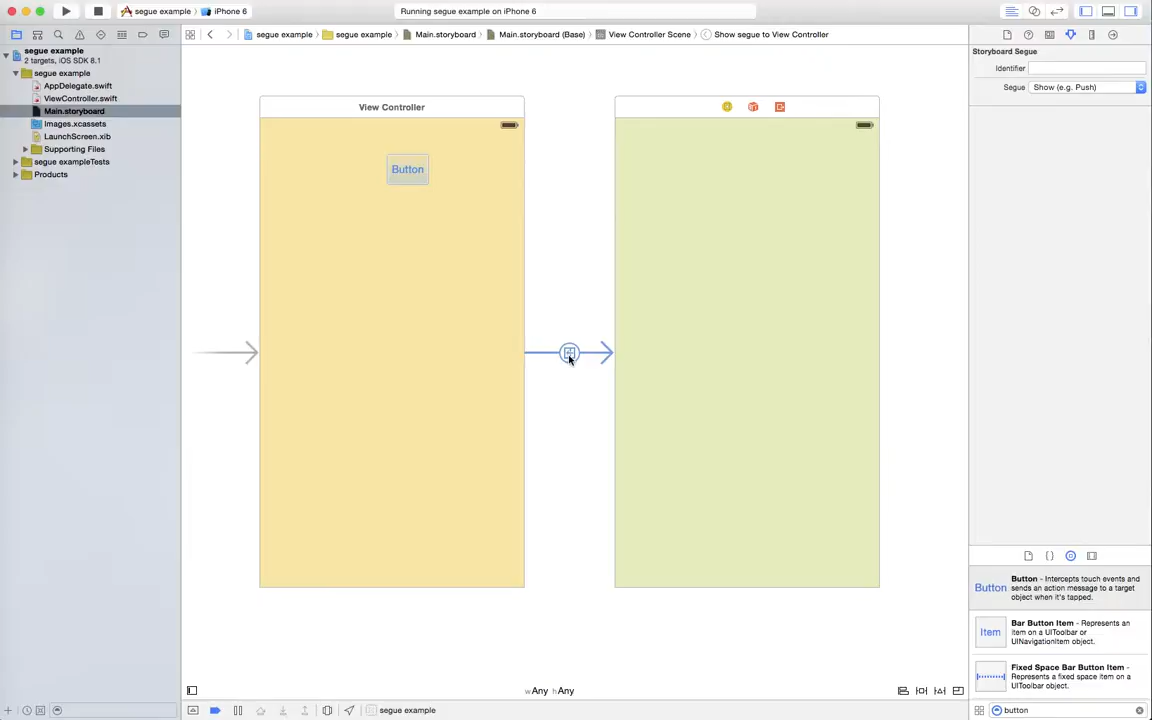 segue example
iPhone 6
Running segue example on iPhone 6
segue example
segue example
Main.storyboard
Main.storyboard (Base)
View Controller Scene
Show segue to View Controller
segue example
2 targets, iOS SDK 8.1
segue example
AppDelegate.swift
ViewController.swift
Main.storyboard
Images.xcassets
LaunchScreen.xib
Supporting Files
segue exampleTests
Products
View Controller
Button
Storyboard Segue
Identifier
Segue
Show (e.g. Push)
Button
Button - Intercepts touch events and
sends an action message to a target
object when it's tapped.
Item
Bar Button Item - Represents an
item on a UIToolbar or
UINavigationItem object.
Fixed Space Bar Button Item -
Represents a fixed space item on a
UIToolbar object.
wAny hAny
segue example
button